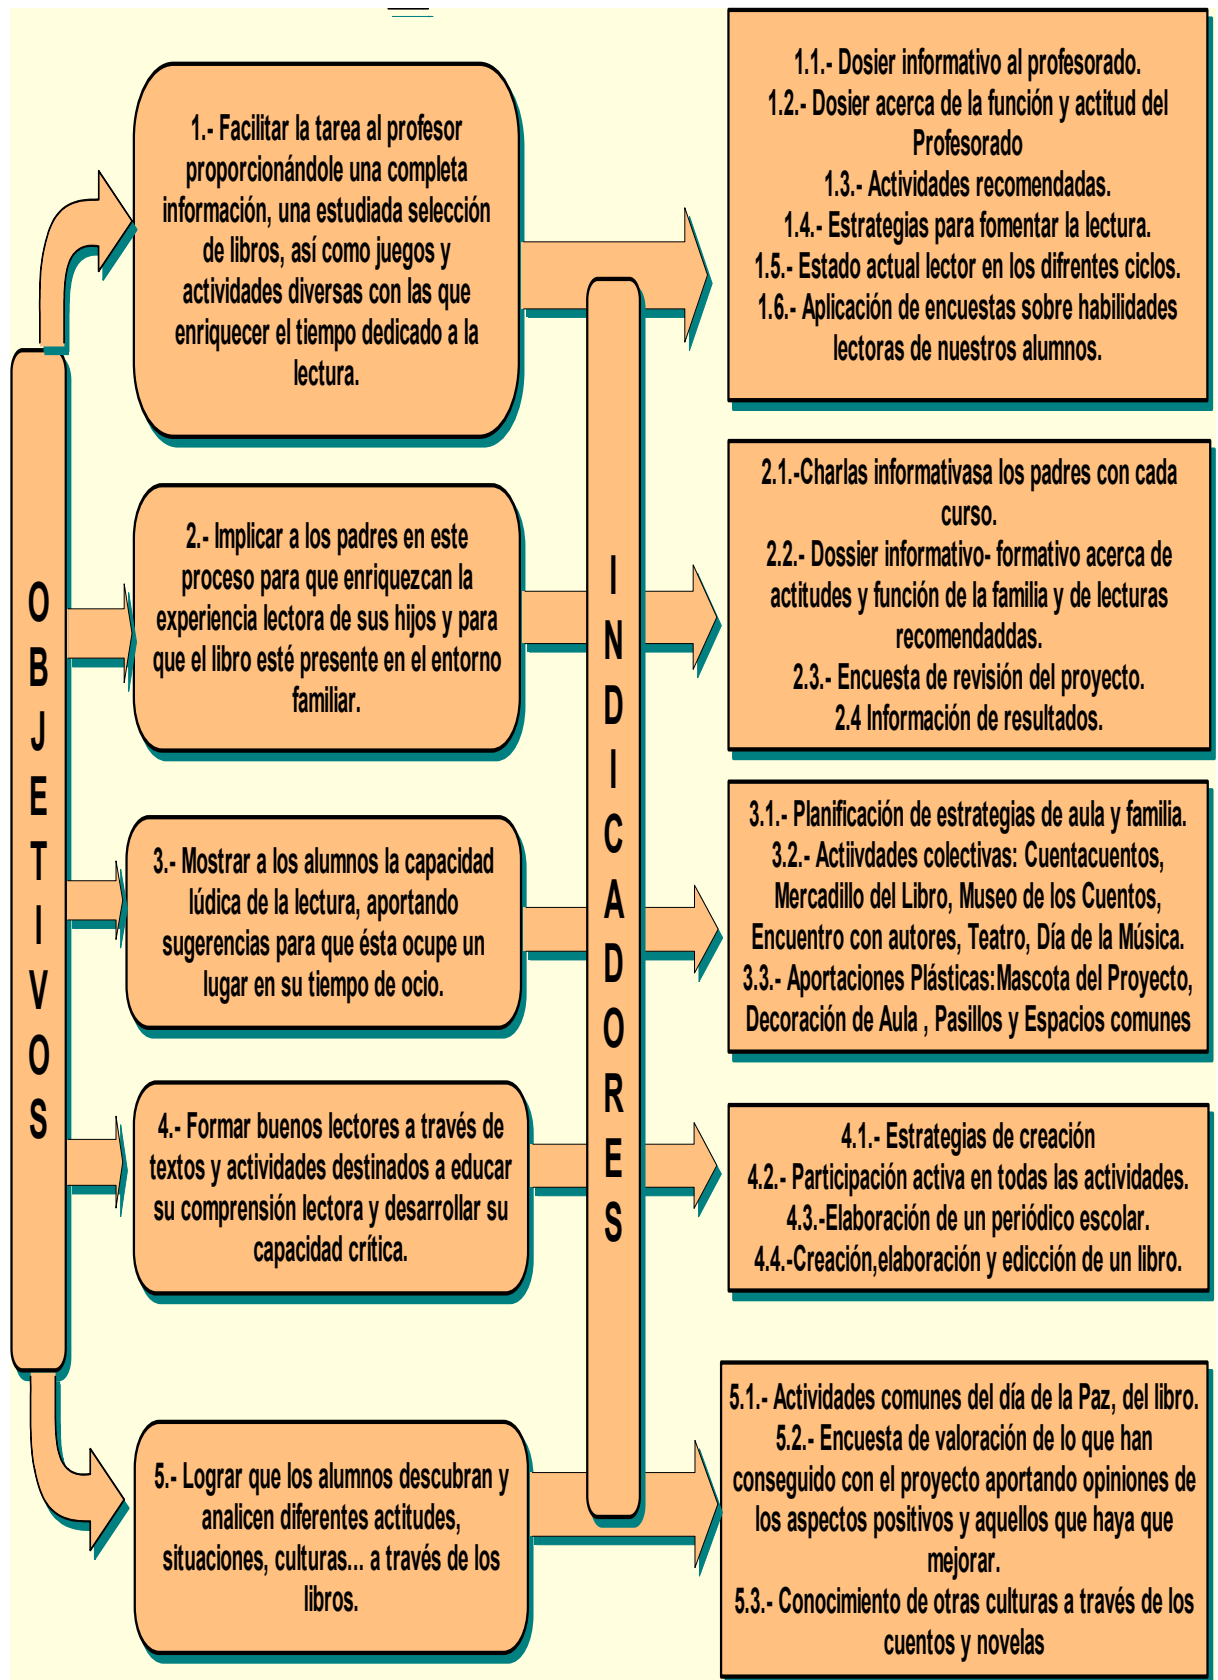 OBJETIVOS
1.- Facilitar la tarea al profesor
proporcionándole una completa
información, una estudiada selección
de libros, así como juegos y
actividades diversas con las que
enriquecer el tiempo dedicado a la
lectura.
2.- Implicar a los padres en este
proceso para que enriquezcan la
experiencia lectora de sus hijos y para
que el libro esté presente en el entorno
familiar.
3.- Mostrar a los alumnos la capacidad
lúdica de la lectura, aportando
sugerencias para que ésta ocupe un
lugar en su tiempo de ocio.
4.- Formar buenos lectores a través de
textos y actividades destinados a educar
su comprensión lectora y desarrollar su
capacidad crítica.
5.- Lograr que los alumnos descubran y
analicen diferentes actitudes,
situaciones, culturas... a través de los
libros.
INDICADORES
1.1.- Dosier informativo al profesorado.
1.2.- Dosier acerca de la función y actitud del
Profesorado
1.3.- Actividades recomendadas.
1.4.- Estrategias para fomentar la lectura.
1.5.- Estado actual lector en los difrentes ciclos.
1.6.- Aplicación de encuestas sobre habilidades
lectoras de nuestros alumnos.
2.1.-Charlas informativasa los padres con cada
curso.
2.2.- Dossier informativo- formativo acerca de
actitudes y función de la familia y de lecturas
recomendaddas.
2.3.- Encuesta de revisión del proyecto.
2.4 Información de resultados.
3.1.- Planificación de estrategias de aula y familia.
3.2.- Actiivdades colectivas: Cuentacuentos,
Mercadillo del Libro, Museo de los Cuentos,
Encuentro con autores, Teatro, Día de la Música.
3.3.- Aportaciones Plásticas:Mascota del Proyecto,
Decoración de Aula , Pasillos y Espacios comunes
4.1.- Estrategias de creación
4.2.- Participación activa en todas las actividades.
4.3.-Elaboración de un periódico escolar.
4.4.-Creación,elaboración y edicción de un libro.
5.1.- Actividades comunes del día de la Paz, del libro.
5.2.- Encuesta de valoración de lo que han
conseguido con el proyecto aportando opiniones de
los aspectos positivos y aquellos que haya que
mejorar.
5.3.- Conocimiento de otras culturas a través de los
cuentos y novelas